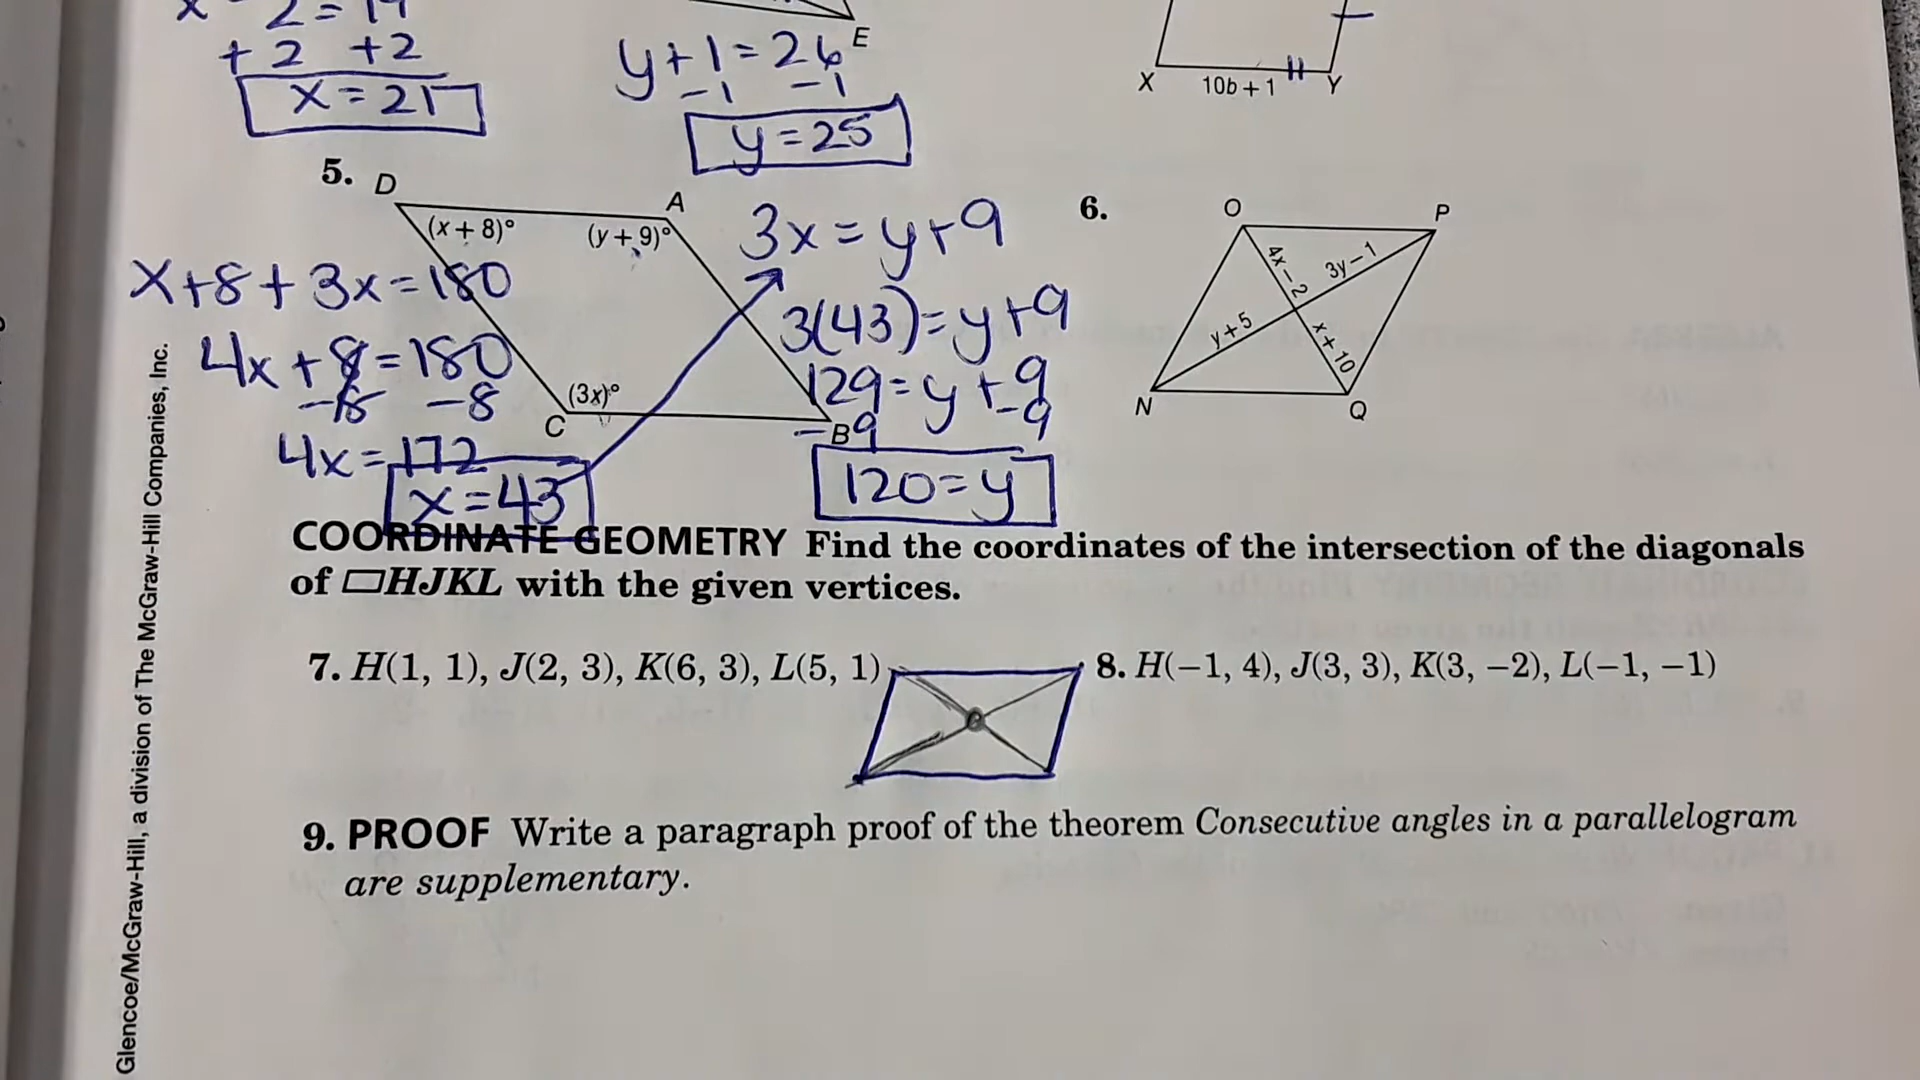 x - 2 = 19
+ 2 +2
x = 21
E
y + 1 = 26
-1 -1
y = 25
X 10b + 1 Y
5. D A
(x + 8)° (y + 9)°
x+8+3x=180
4x+8=180
-8 -8
4x=172
x=43
(3x)°
C B
3x = y+9
3(43)=y+9
129=y+9
-9 -9
120=y
6. O P
4x − 2 3y − 1
y + 5 x + 10
N Q
COORDINATE GEOMETRY Find the coordinates of the intersection of the diagonals
of ▱HJKL with the given vertices.
7. H(1, 1), J(2, 3), K(6, 3), L(5, 1)
8. H(−1, 4), J(3, 3), K(3, −2), L(−1, −1)
9. PROOF Write a paragraph proof of the theorem Consecutive angles in a parallelogram
are supplementary.
Glencoe/McGraw-Hill, a division of The McGraw-Hill Companies, Inc.